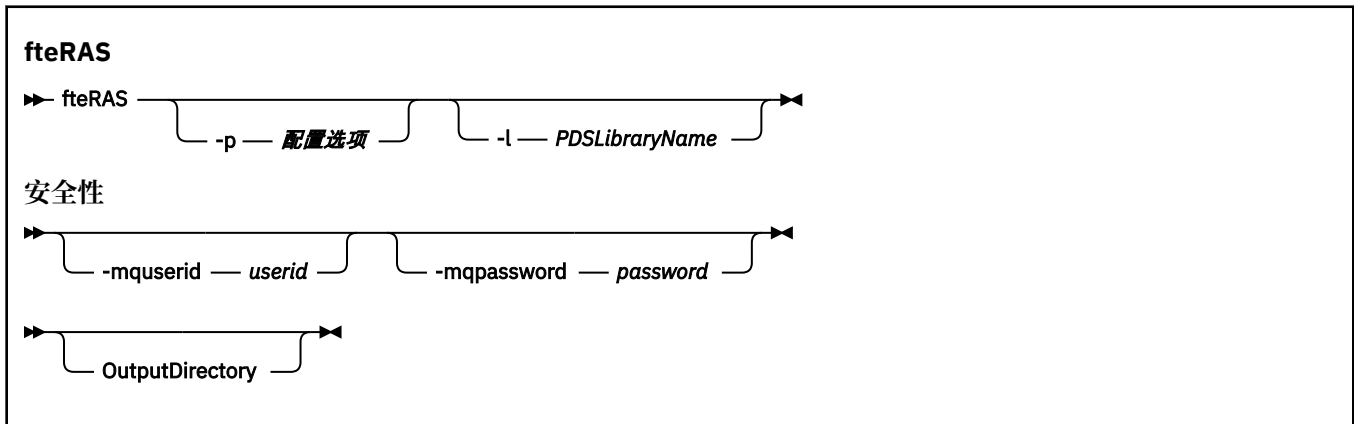 fteRAS
fteRAS
-p 配置选项 -l PDSLibraryName
安全性
-mquserid userid -mqpassword password
OutputDirectory